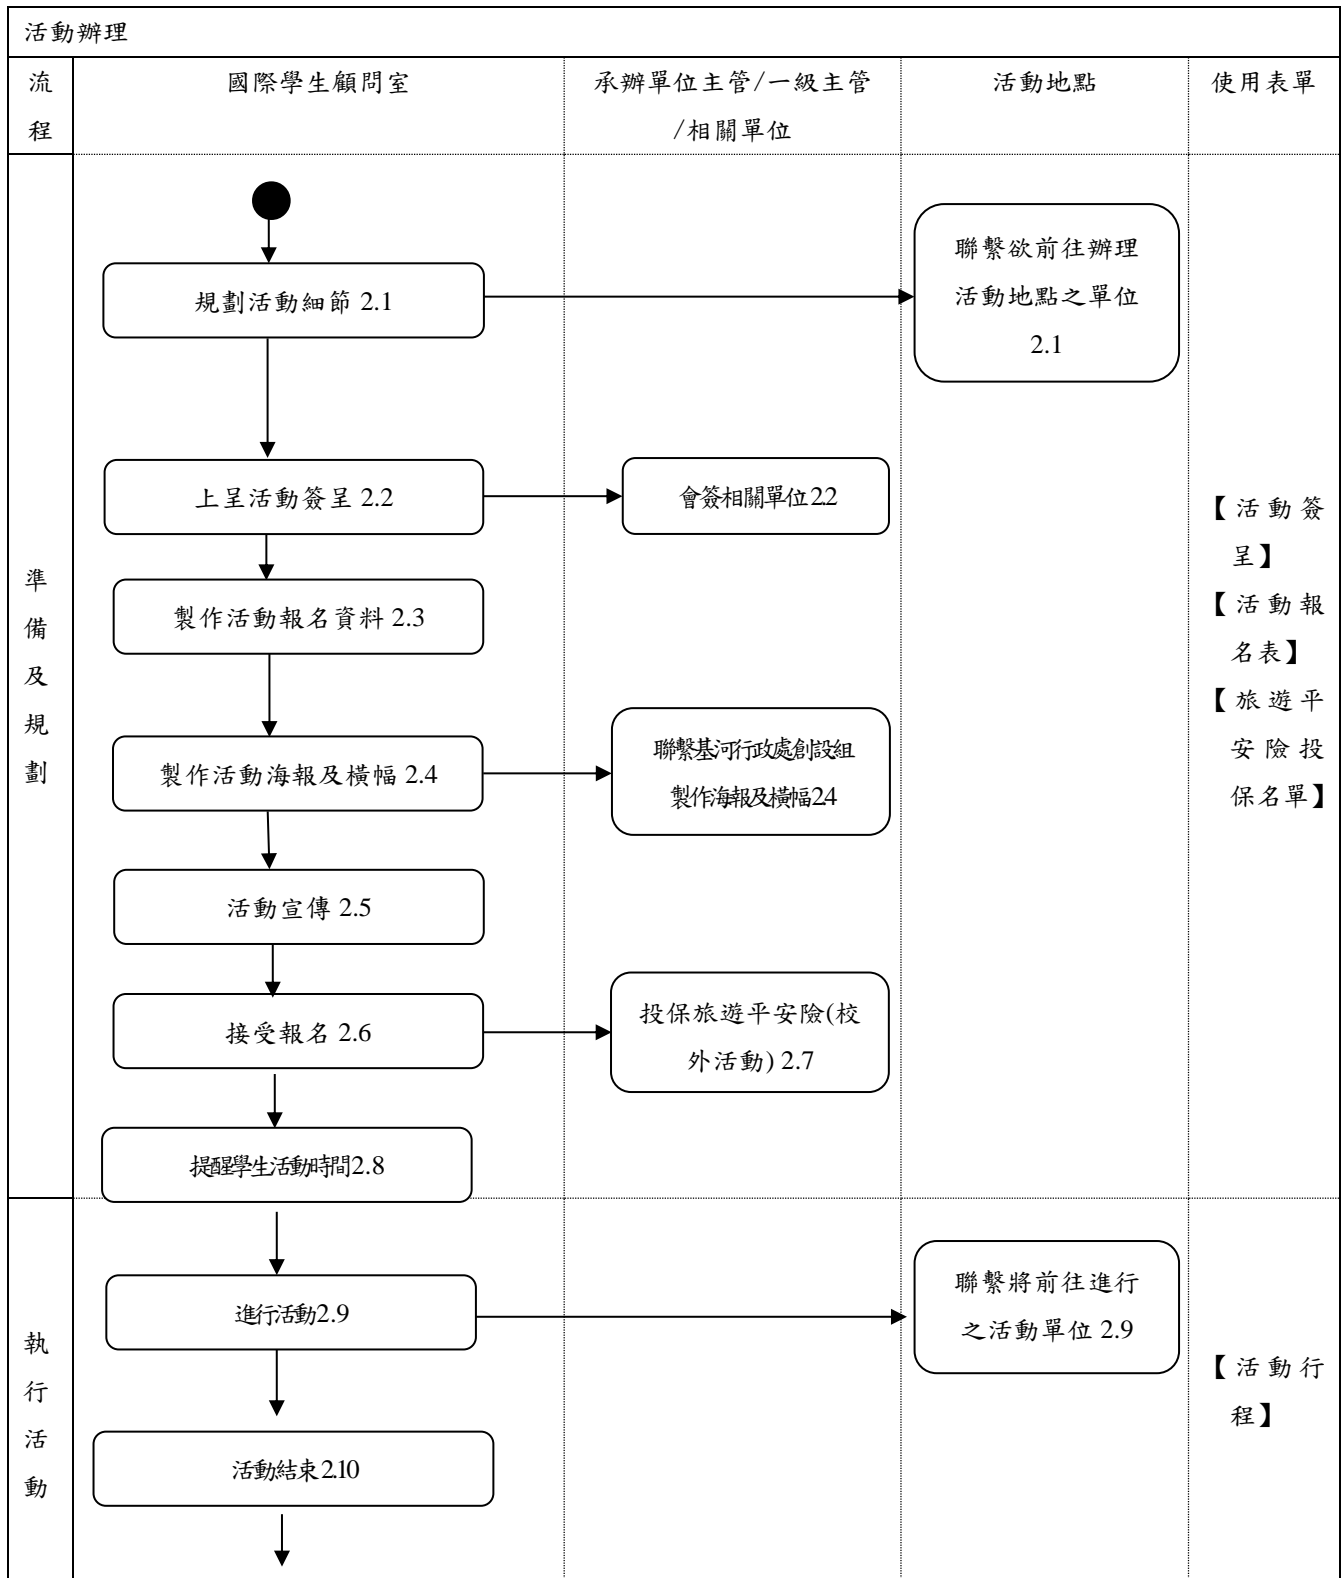 活動辦理
流
程
國際學生顧問室
承辦單位主管/一級主管
/相關單位
活動地點
使用表單
準
備
及
規
劃
規劃活動細節 2.1
聯繫欲前往辦理
活動地點之單位
2.1
上呈活動簽呈 2.2
會簽相關單位2.2
製作活動報名資料 2.3
製作活動海報及橫幅 2.4
聯繫基河行政處創設組
製作海報及橫幅2.4
活動宣傳 2.5
接受報名 2.6
投保旅遊平安險(校
外活動) 2.7
提醒學生活動時間2.8
【活動簽
呈】
【活動報
名表】
【旅遊平
安險投
保名單】
執
行
活
動
進行活動2.9
聯繫將前往進行
之活動單位 2.9
活動結束2.10
【活動行
程】